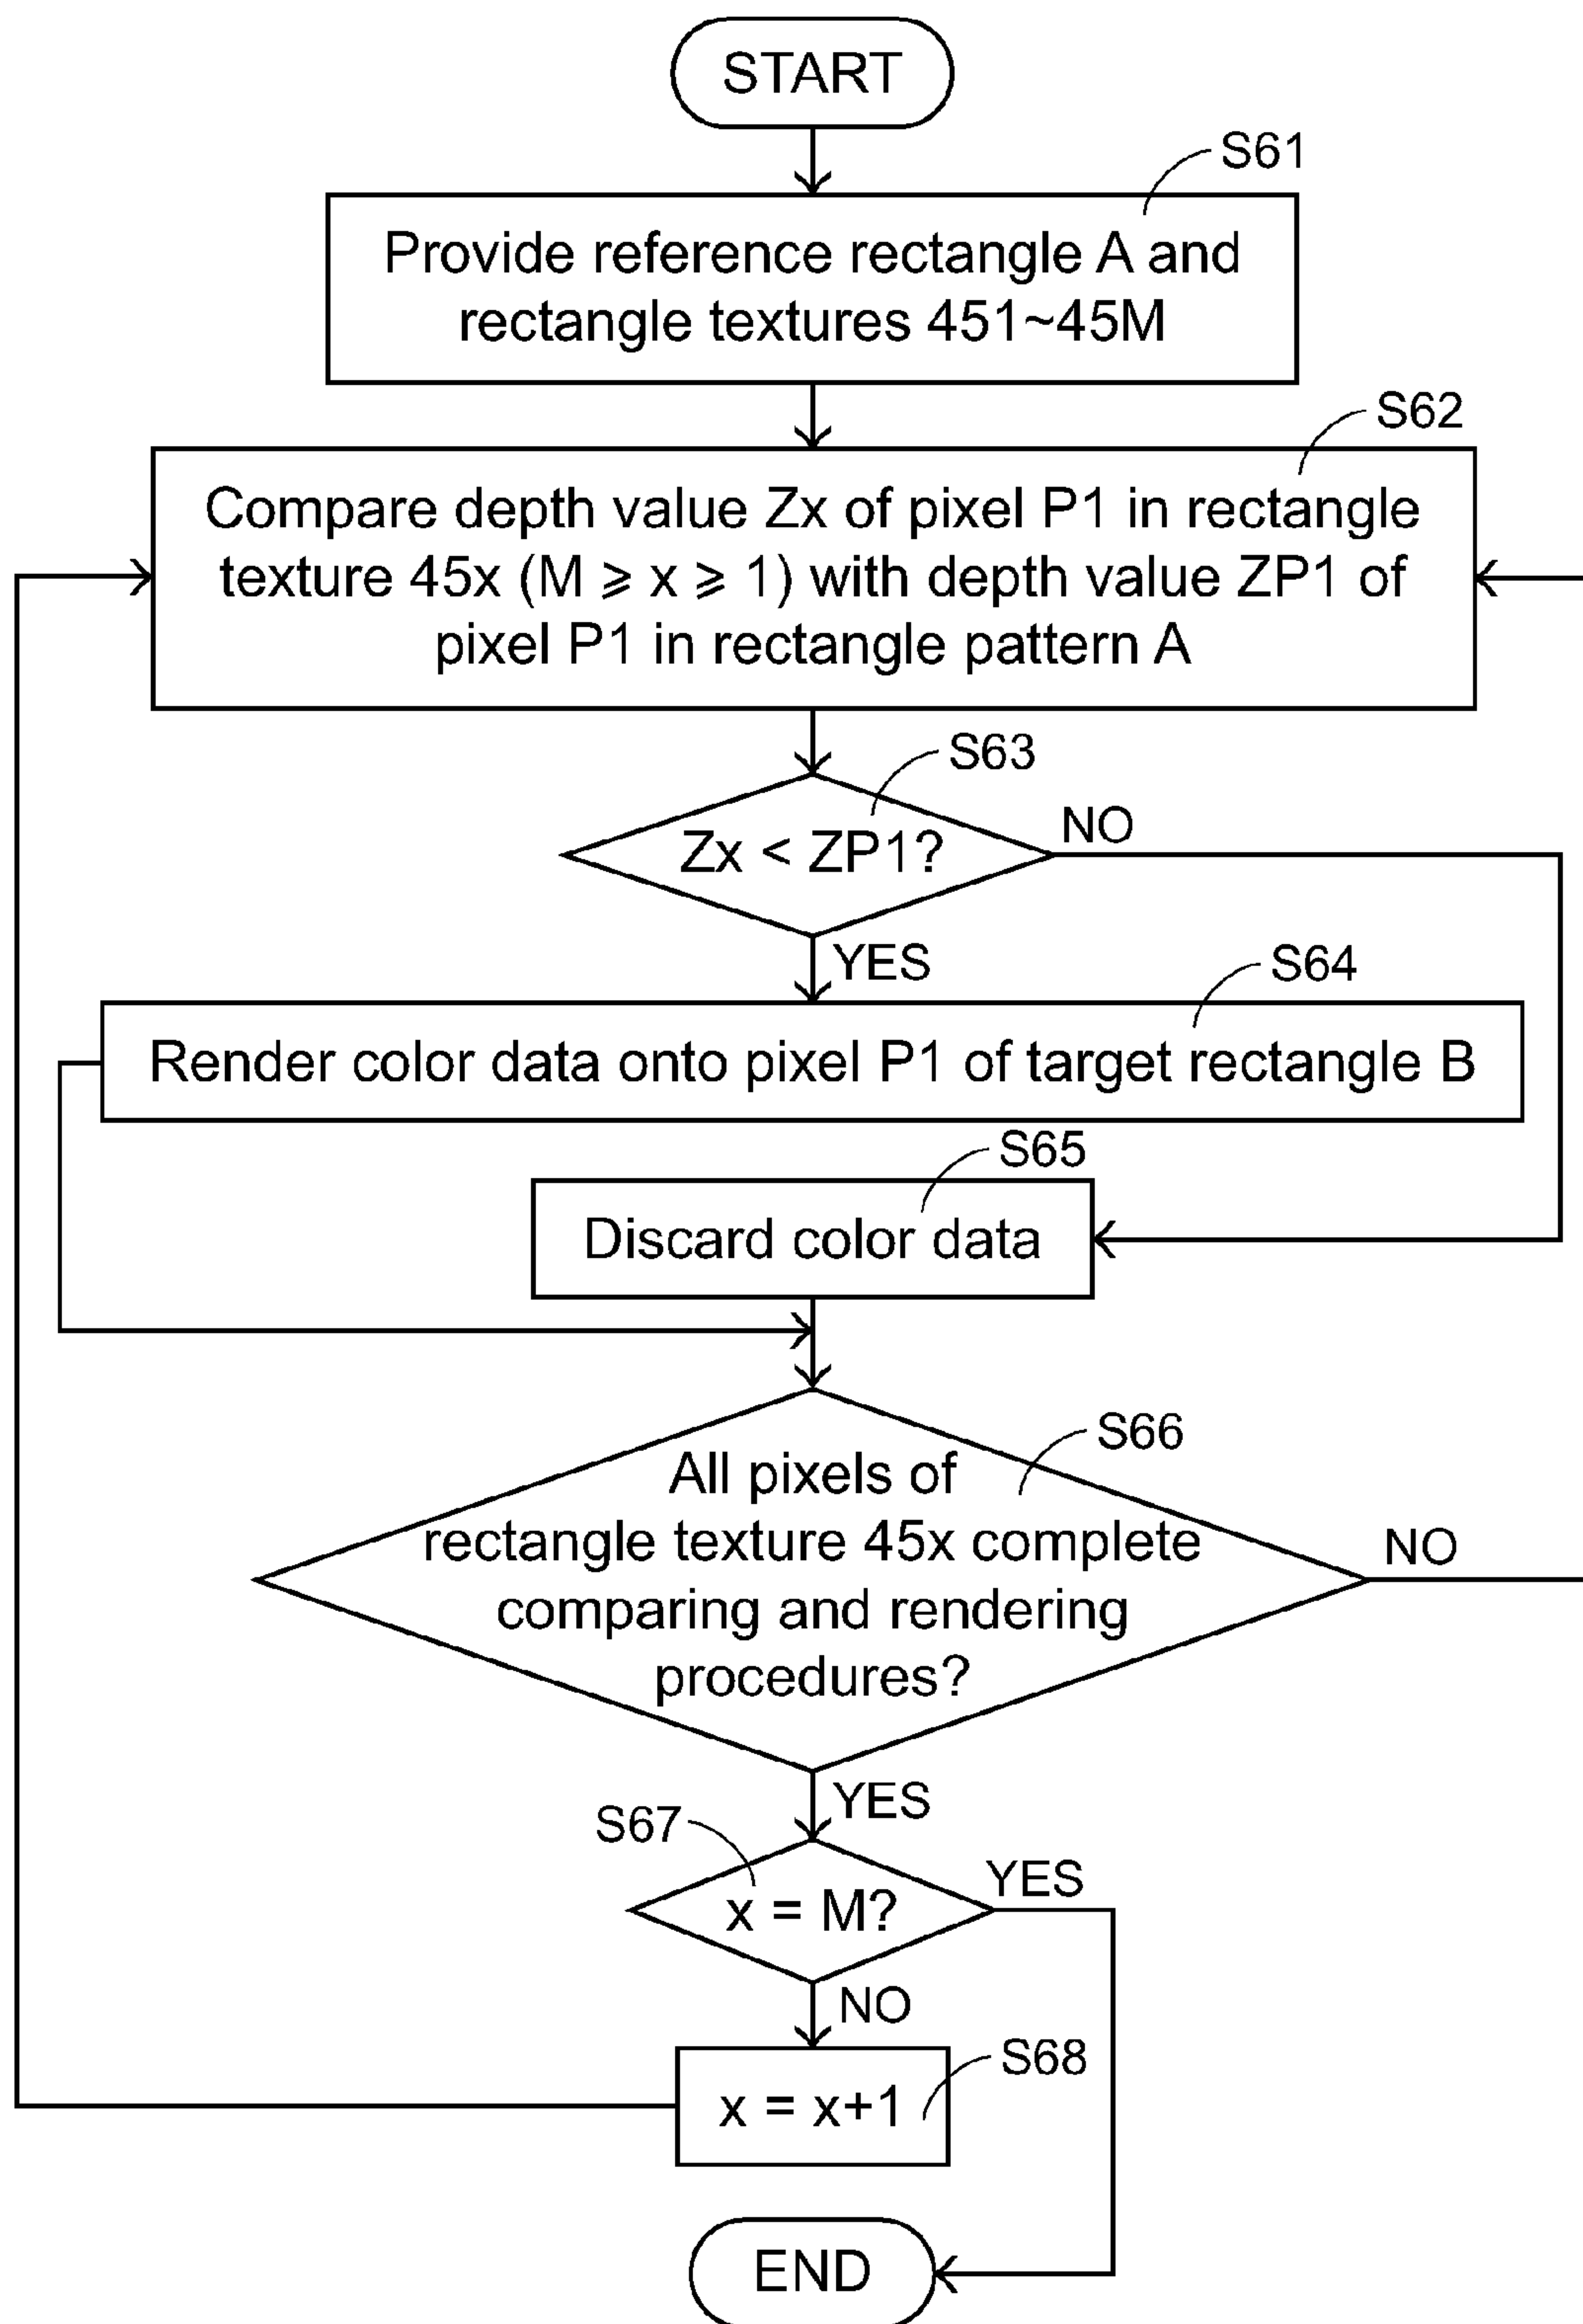 START
S61
Provide reference rectangle A and
rectangle textures 451~45M
S62
Compare depth value Zx of pixel P1 in rectangle
texture 45x (M ⩾ x ⩾ 1) with depth value ZP1 of
pixel P1 in rectangle pattern A
S63
Zx < ZP1?
NO
YES
S64
Render color data onto pixel P1 of target rectangle B
S65
Discard color data
S66
All pixels of
rectangle texture 45x complete
comparing and rendering
procedures?
NO
YES
S67
x = M?
YES
NO
S68
x = x+1
END